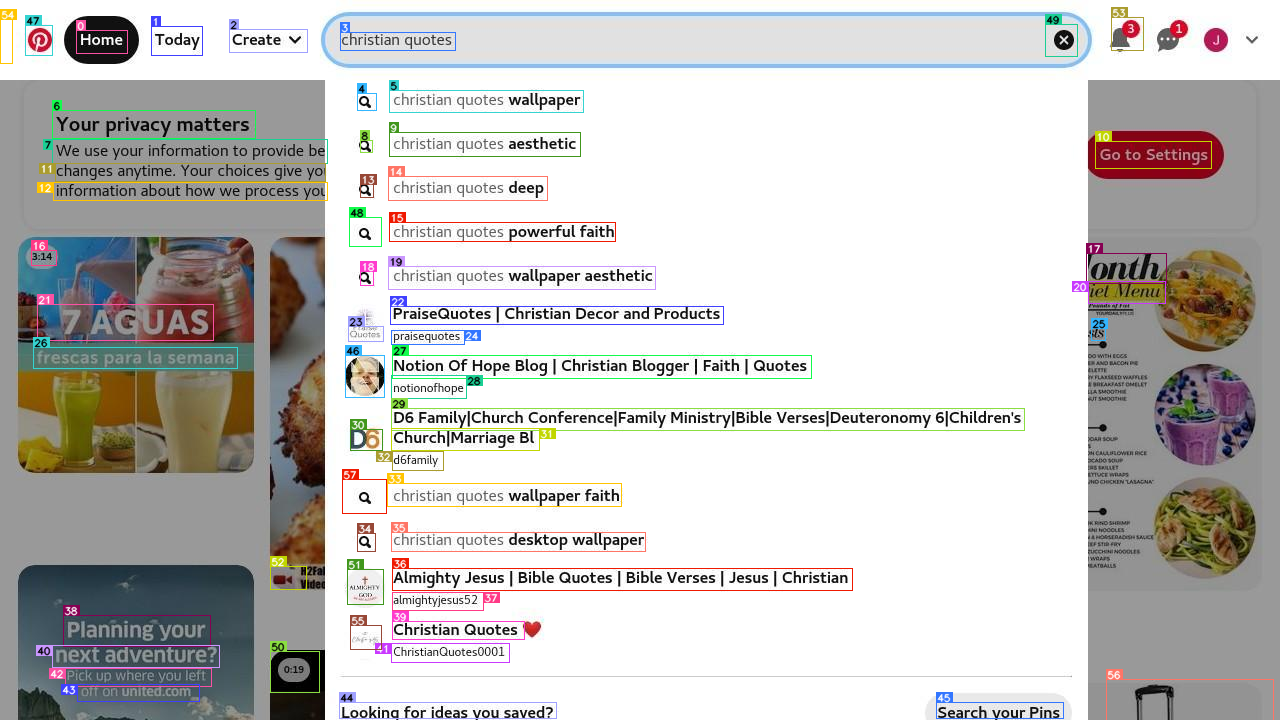 Home
Today
Create
christian quotes
3
1
J
christian quotes wallpaper
christian quotes aesthetic
christian quotes deep
christian quotes powerful faith
christian quotes wallpaper aesthetic
PraiseQuotes | Christian Decor and Products
praisequotes
Notion Of Hope Blog | Christian Blogger | Faith | Quotes
notionofhope
D6 Family|Church Conference|Family Ministry|Bible Verses|Deuteronomy 6|Children's
Church|Marriage Bl
D6
d6family
christian quotes wallpaper faith
christian quotes desktop wallpaper
Almighty Jesus | Bible Quotes | Bible Verses | Jesus | Christian
ALMIGHTY
GOD
almightyjesus52
Christian Quotes ❤️
ChristianQuotes0001
Looking for ideas you saved?
Search your Pins
Your privacy matters
We use your information to provide be
changes anytime. Your choices give you
information about how we process you
Go to Settings
3:14
7 AGUAS
frescas para la semana
Planning your
next adventure?
Pick up where you left
off on united.com
0:19